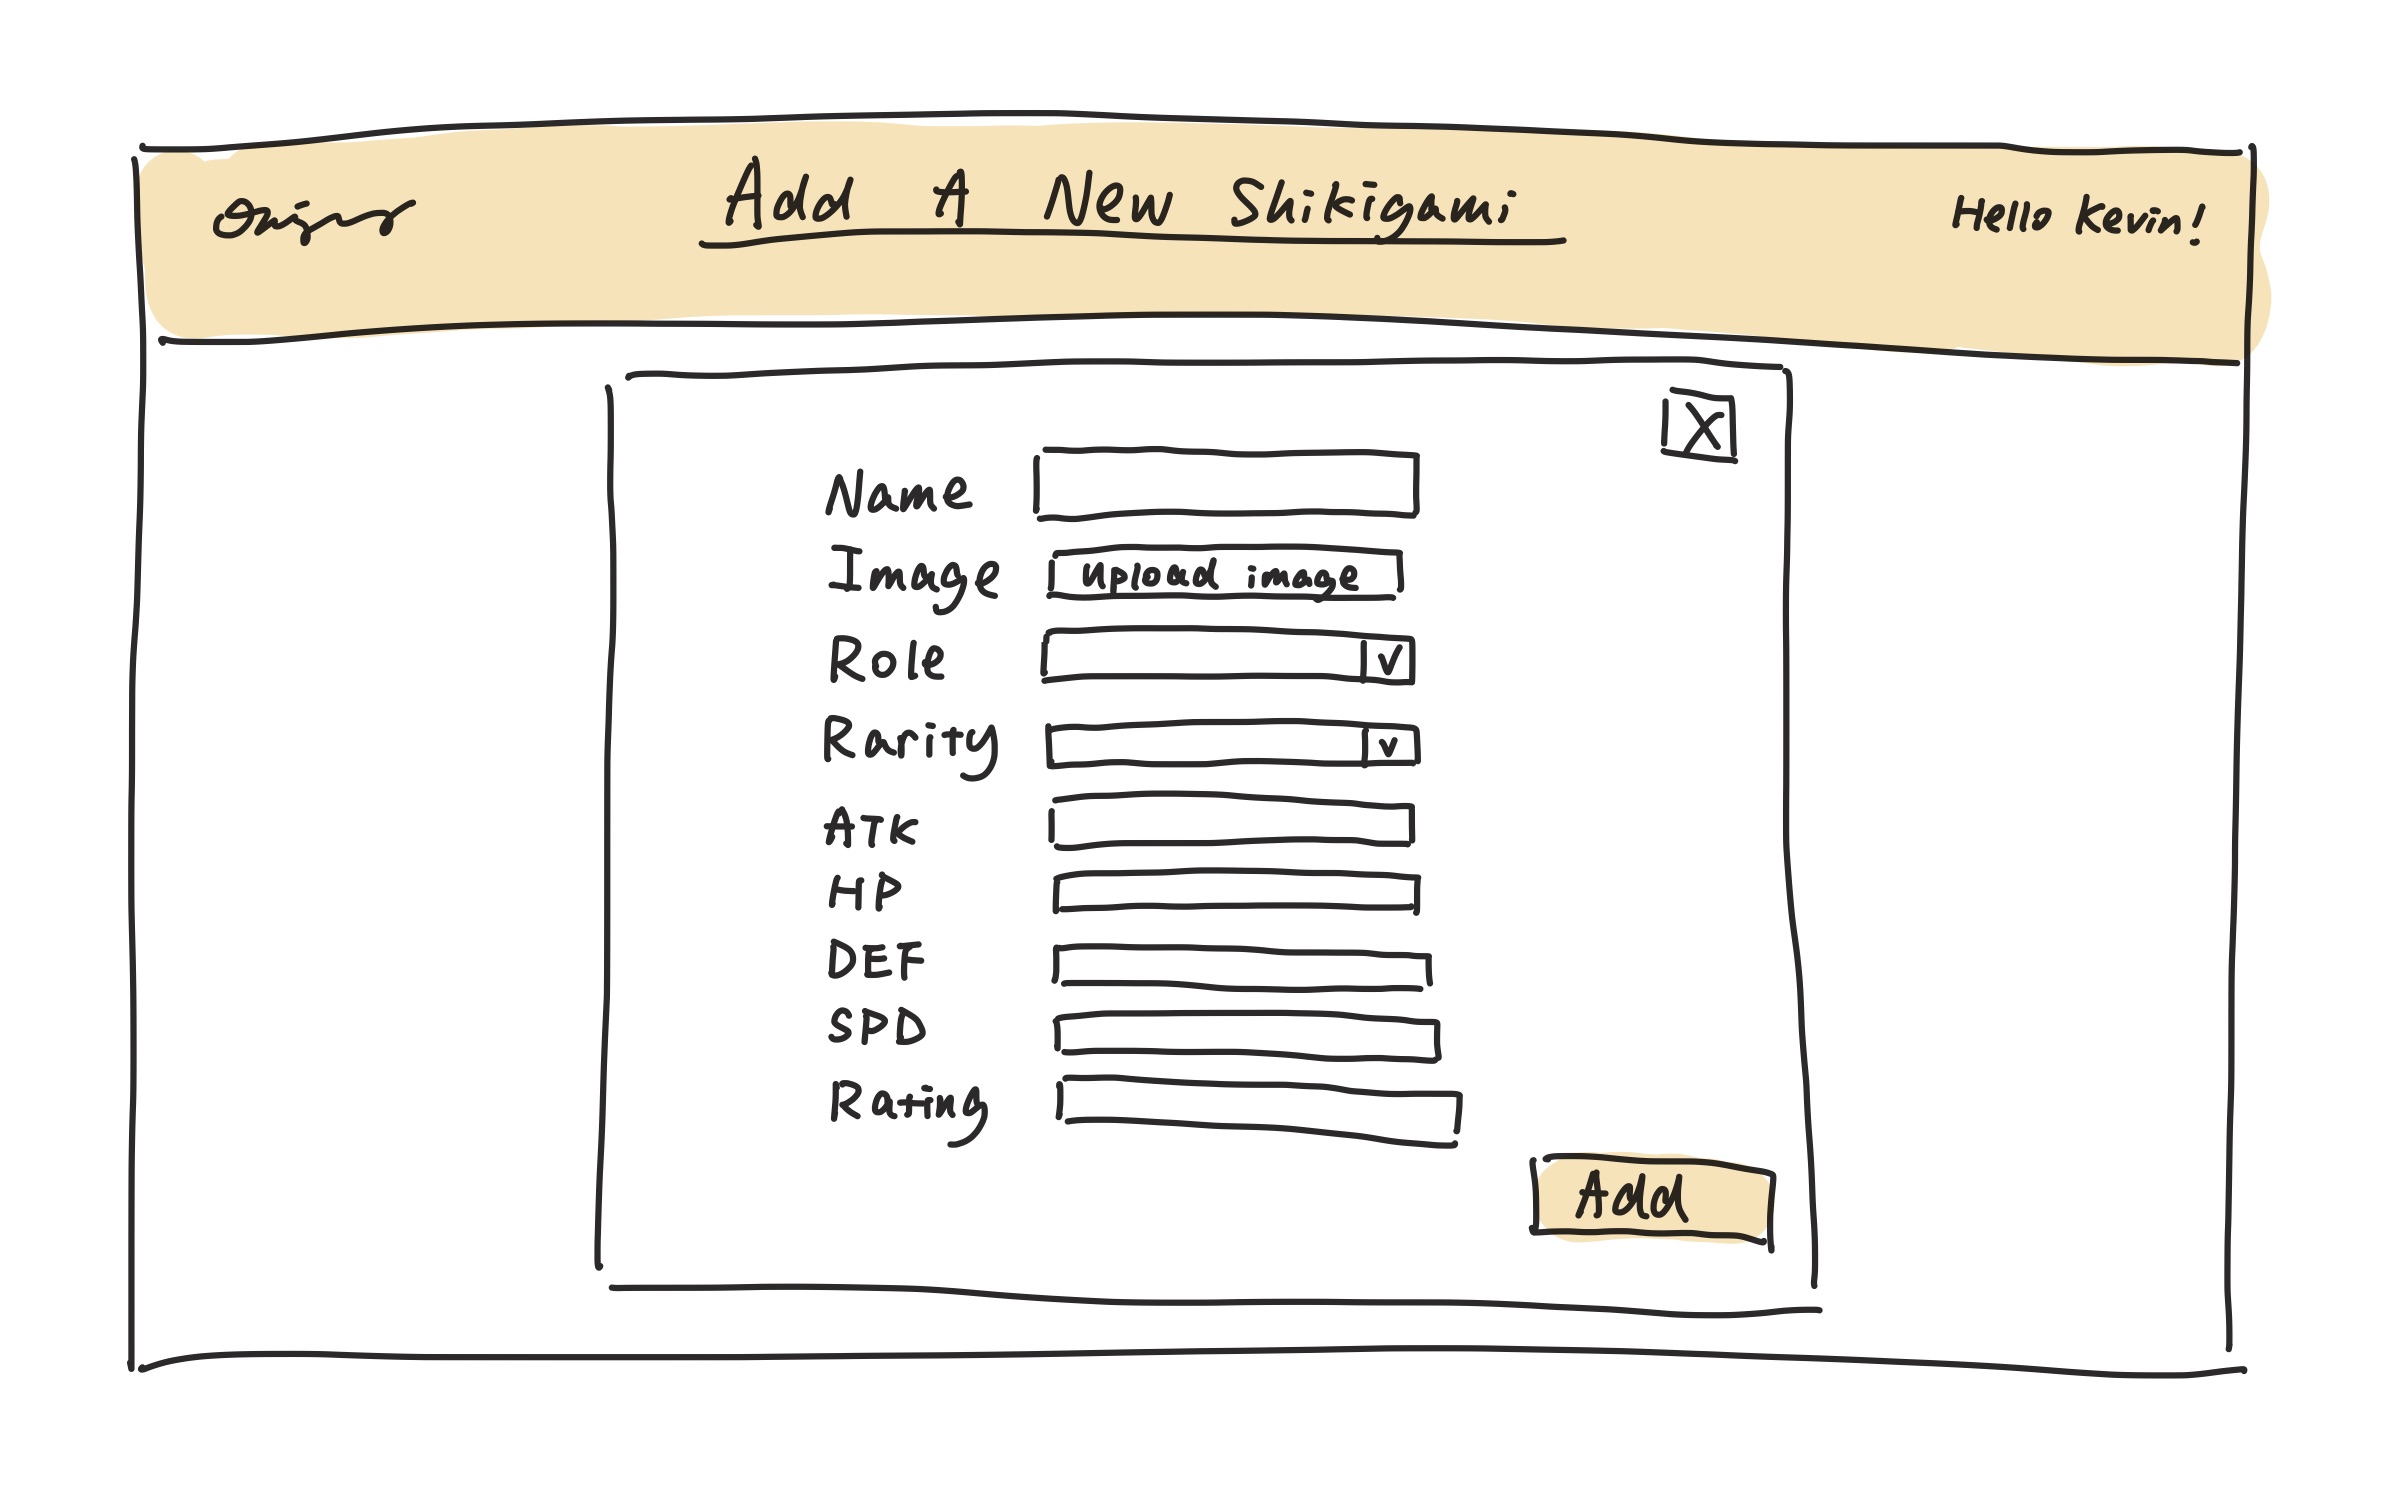 Add A New Shikigami
Hello Kevin!
X
Name
Image upload image
Role
Rarity
ATK
HP
DEF
SPD
Rating
Add